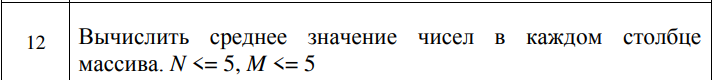 12
Вычислить среднее значение чисел в каждом столбце
массива. N <= 5, M <= 5